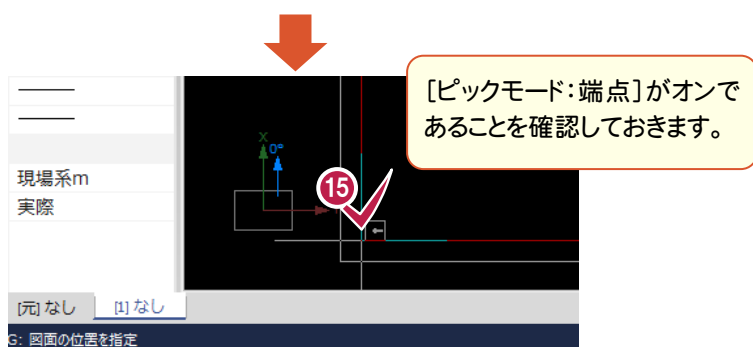 [ピックモード:端点]がオンで
あることを確認しておきます。
X
0°
現場系m
15
実際
[元] なし
[1] なし
G: 図面の位置を指定